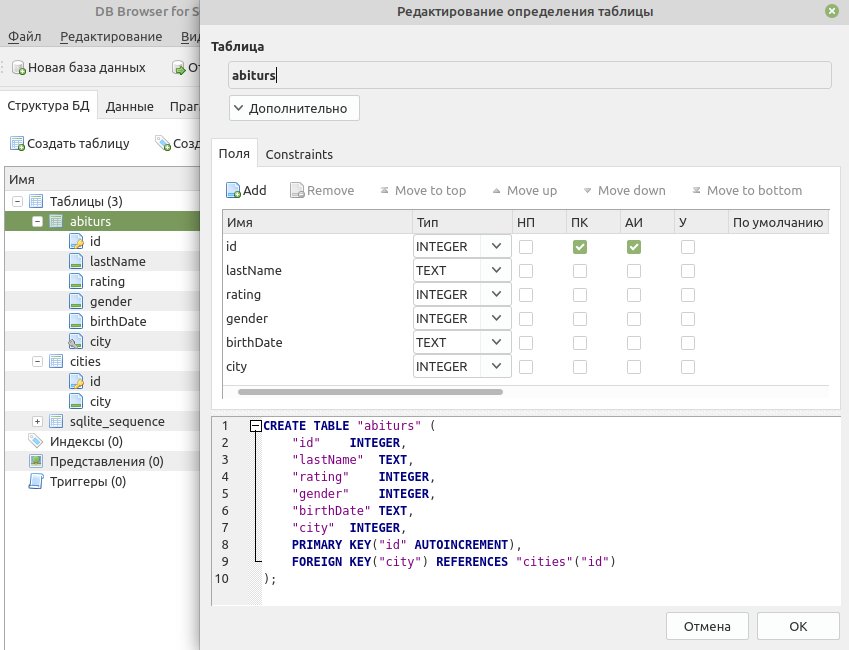 DB Browser for S
Файл Редактирование Вид
Новая база данных От
Структура БД Данные Прагм
Создать таблицу Созд
Имя
Таблицы (3)
abiturs
id
lastName
rating
gender
birthDate
city
cities
id
city
sqlite_sequence
Индексы (0)
Представления (0)
Триггеры (0)
Редактирование определения таблицы
Таблица
abiturs
Дополнительно
Поля Constraints
Add Remove Move to top Move up Move down Move to bottom
Имя Тип НП ПК АИ У По умолчанию
id INTEGER
lastName TEXT
rating INTEGER
gender INTEGER
birthDate TEXT
city INTEGER
1 CREATE TABLE "abiturs" (
2 "id" INTEGER,
3 "lastName" TEXT,
4 "rating" INTEGER,
5 "gender" INTEGER,
6 "birthDate" TEXT,
7 "city" INTEGER,
8 PRIMARY KEY("id" AUTOINCREMENT),
9 FOREIGN KEY("city") REFERENCES "cities"("id")
10 );
Отмена OK